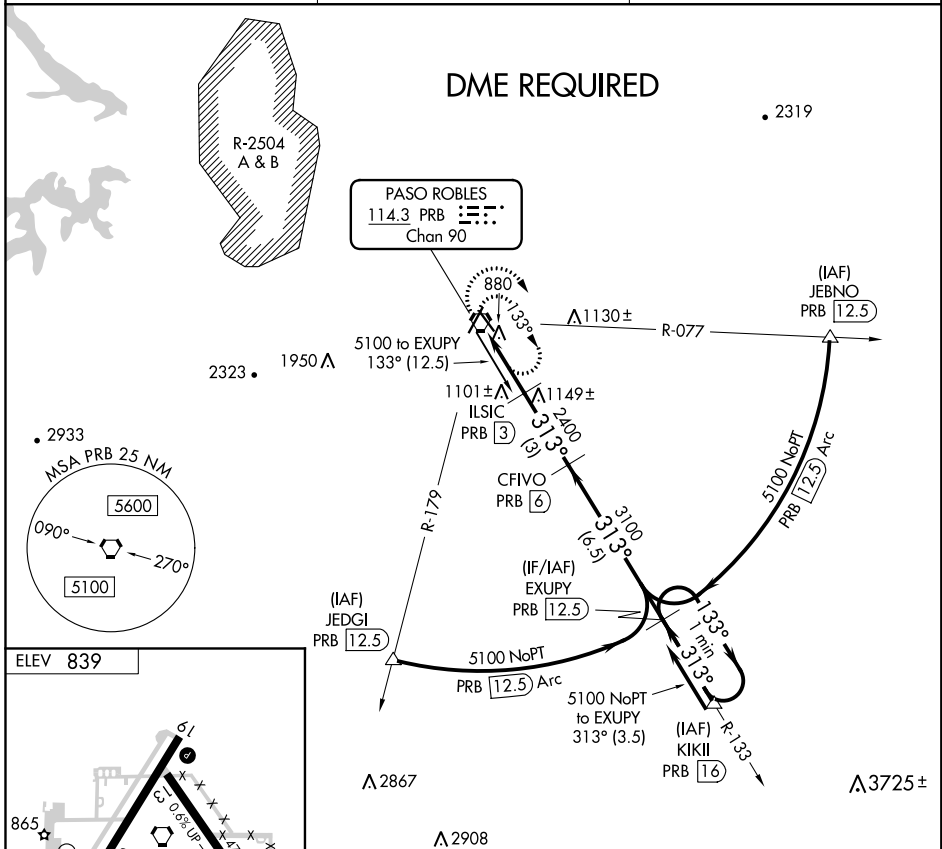 DME REQUIRED
2319
R-2504
A & B
PASO ROBLES
114.3 PRB
Chan 90
(IAF)
JEBNO
PRB 12.5
880
133°
1130 ±
R-077
5100 to EXUPY
133° (12.5)
1950
2323
1101 ±
1149 ±
ILSIC
PRB 3
2400
313°
(3)
2933
MSA PRB 25 NM
5600
090°
270°
5100
CFIVO
PRB 6
R-179
5100 NoPT
PRB 12.5 Arc
3100
313°
(6.5)
(IF/IAF)
EXUPY
PRB 12.5
(IAF)
JEDGI
PRB 12.5
133°
1 min
313°
5100 NoPT
PRB 12.5 Arc
5100 NoPT
to EXUPY
313° (3.5)
(IAF)
KIKII
PRB 16
R-133
ELEV 839
19
P
13
0.6% UP
865
2867
3725 ±
2908